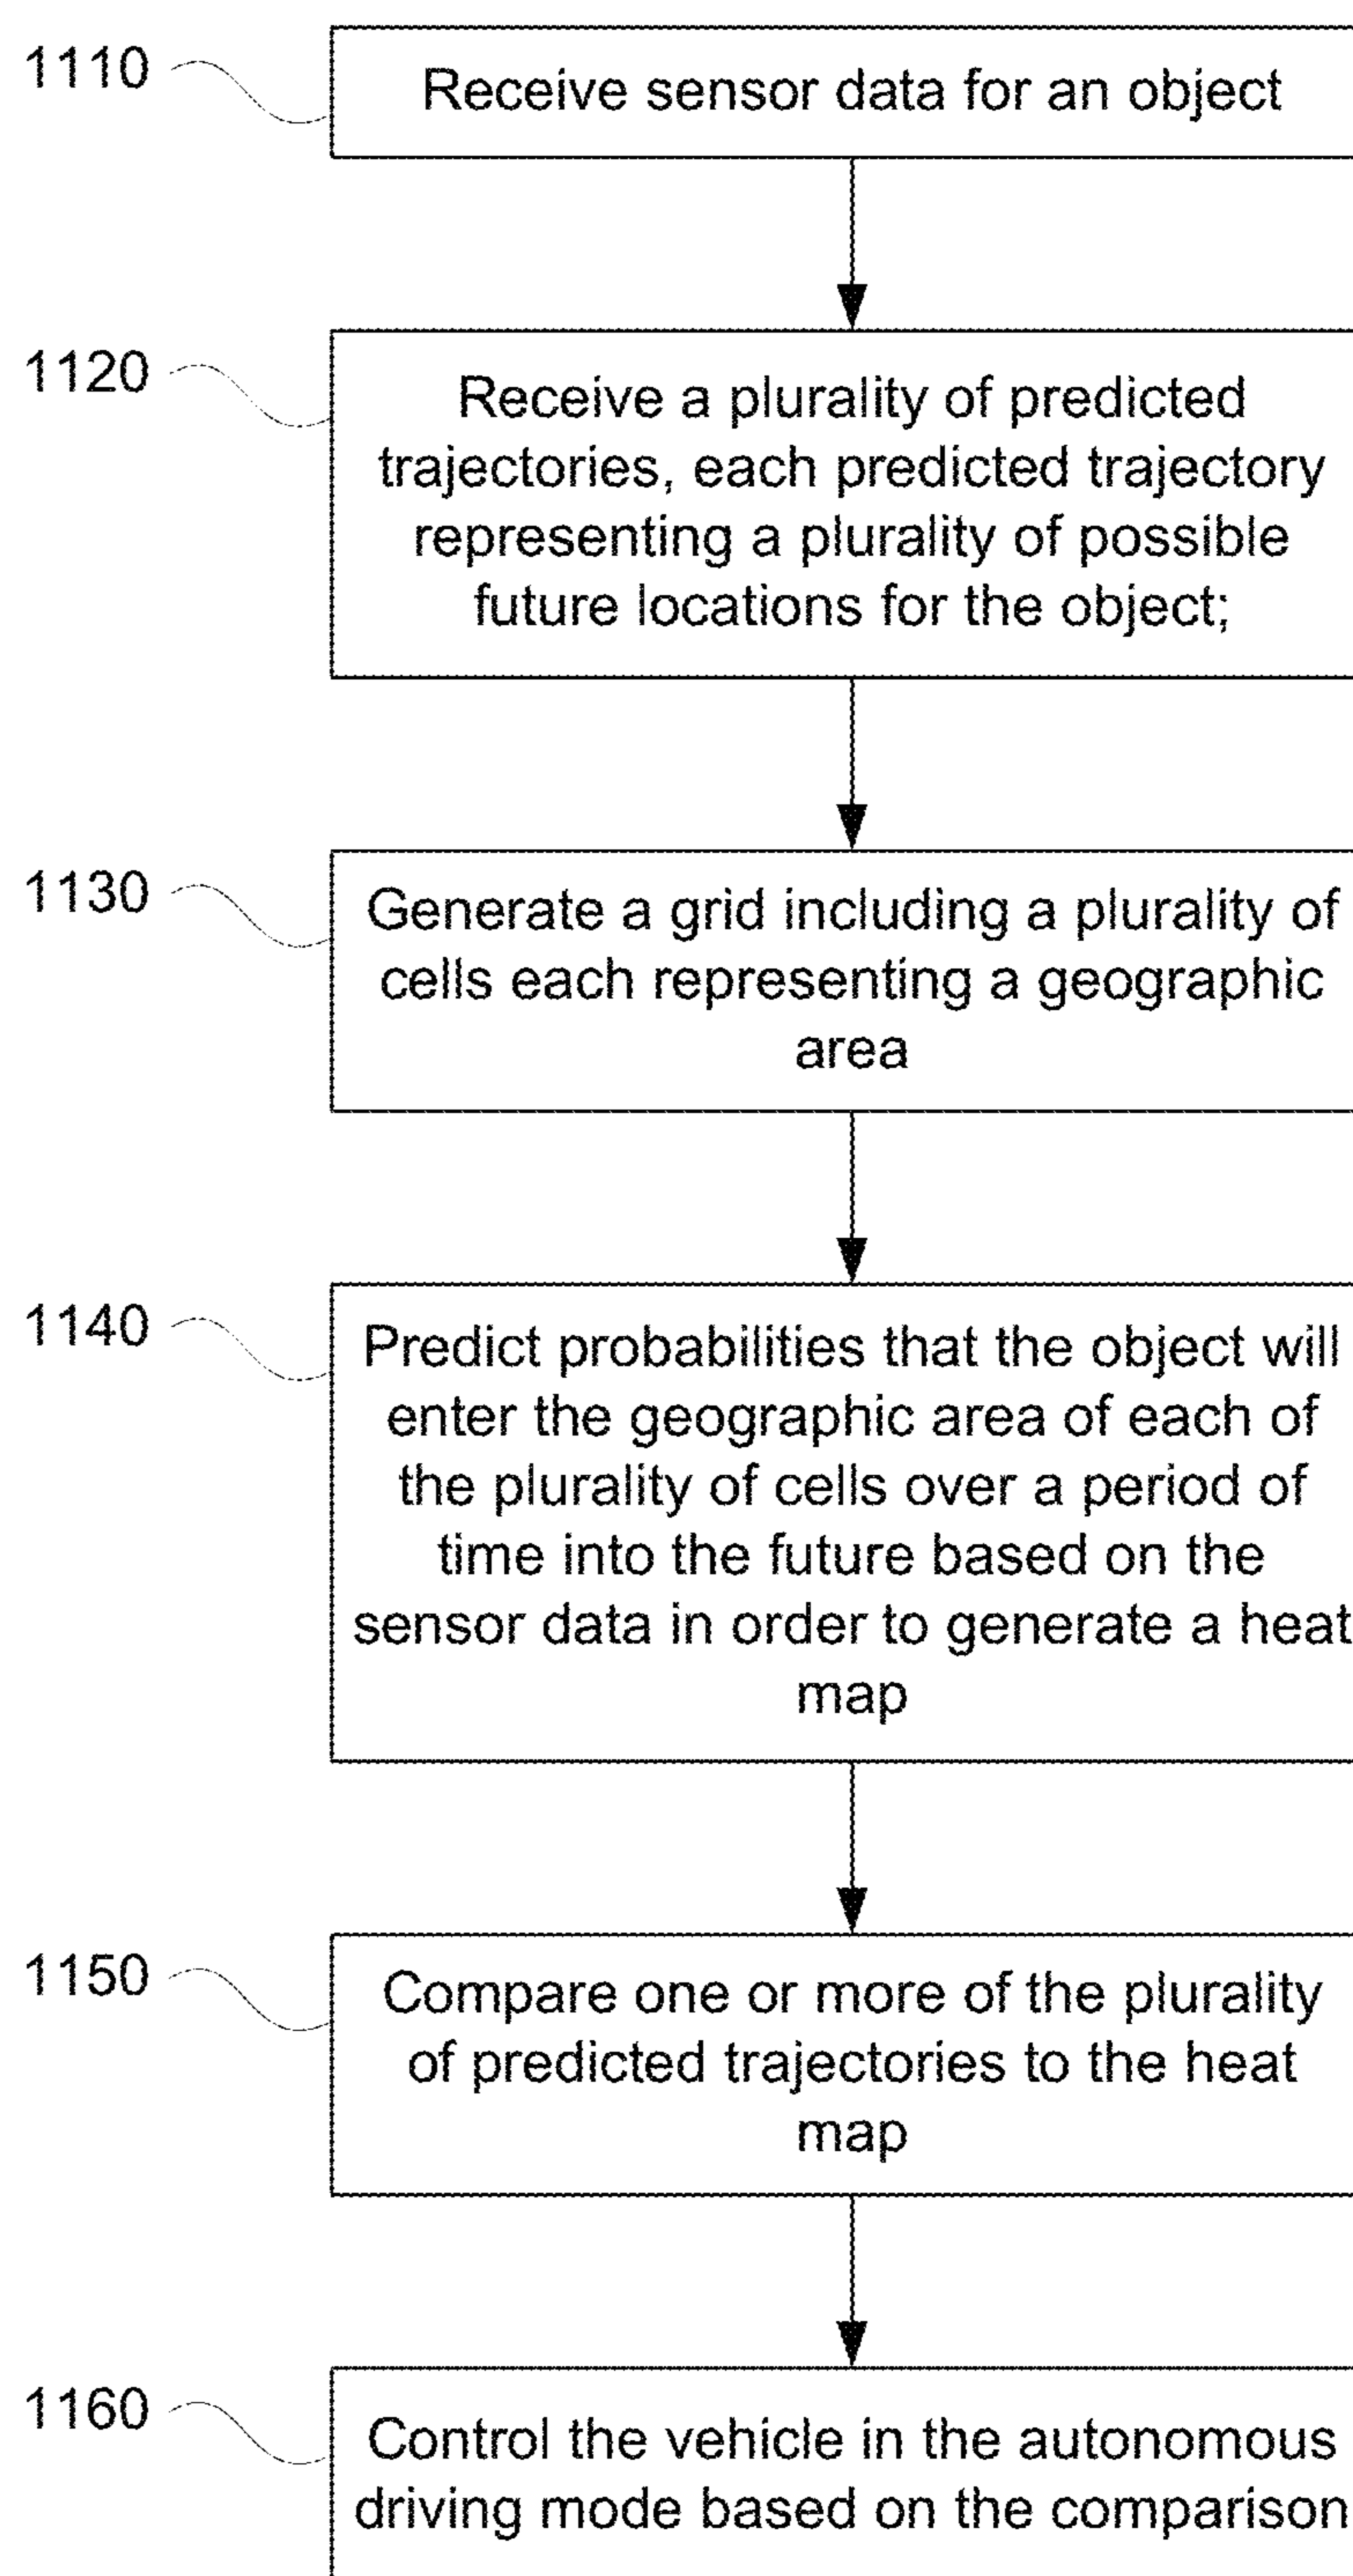 1110
Receive sensor data for an object
1120
Receive a plurality of predicted
trajectories, each predicted trajectory
representing a plurality of possible
future locations for the object;
1130
Generate a grid including a plurality of
cells each representing a geographic
area
1140
Predict probabilities that the object will
enter the geographic area of each of
the plurality of cells over a period of
time into the future based on the
sensor data in order to generate a heat
map
1150
Compare one or more of the plurality
of predicted trajectories to the heat
map
1160
Control the vehicle in the autonomous
driving mode based on the comparison